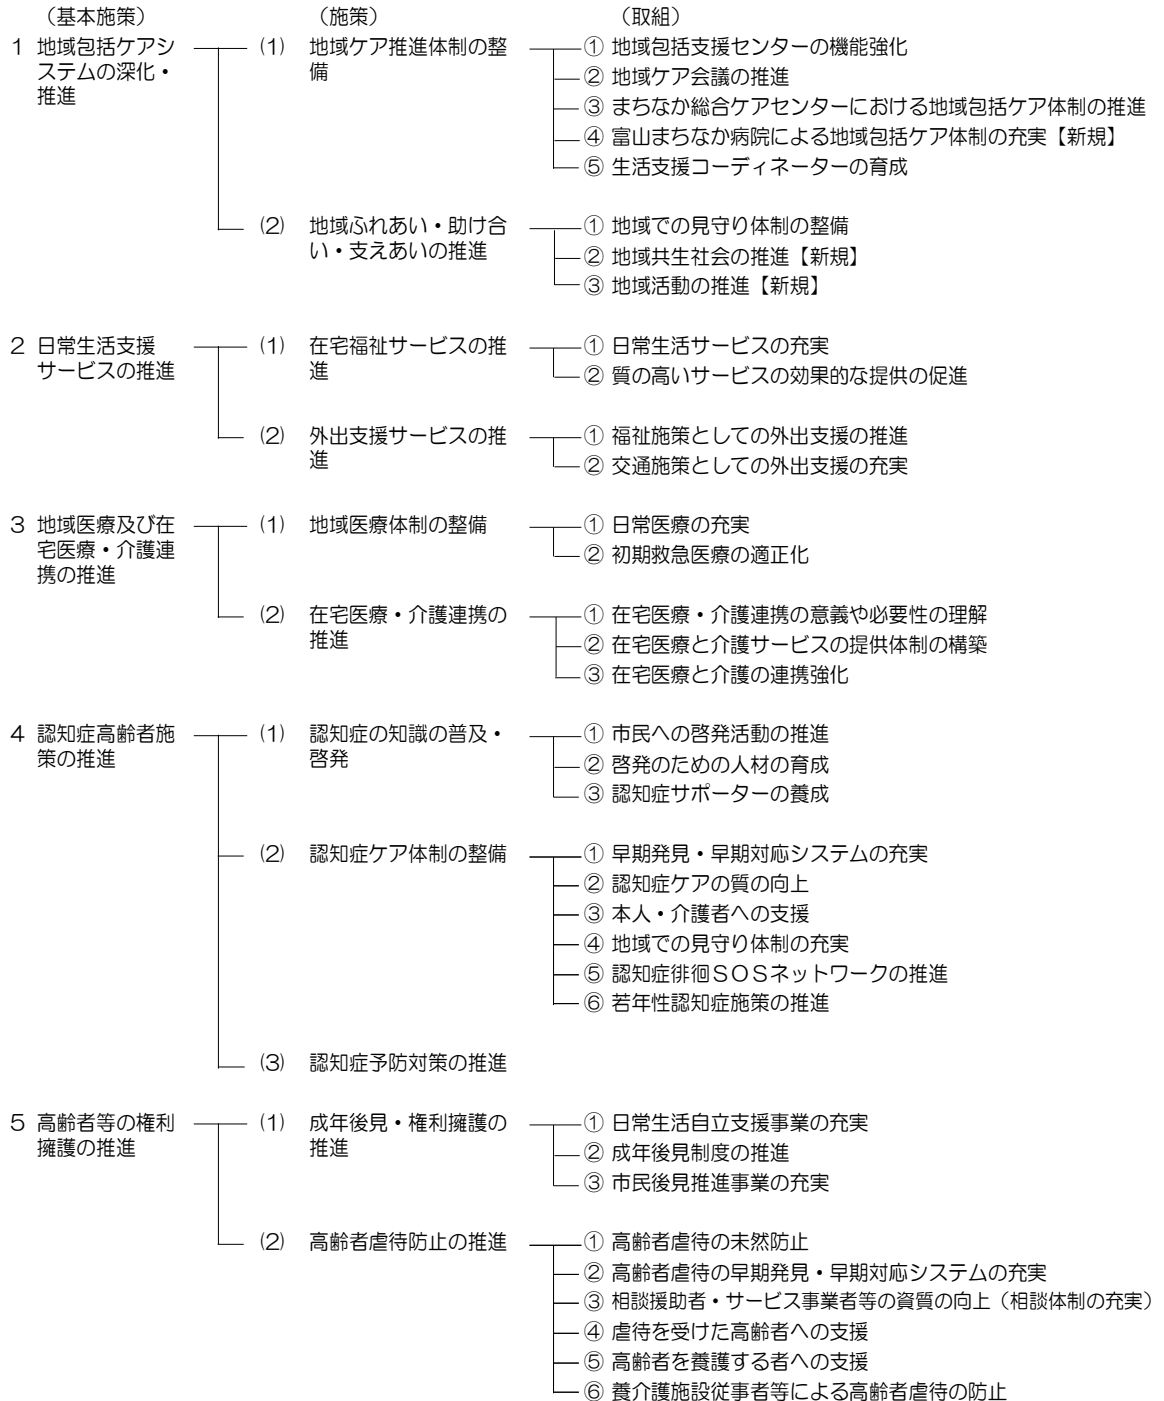 （基本施策） （施策） （取組）
1 地域包括ケアシステムの深化・推進
(1) 地域ケア推進体制の整備
① 地域包括支援センターの機能強化
② 地域ケア会議の推進
③ まちなか総合ケアセンターにおける地域包括ケア体制の推進
④ 富山まちなか病院による地域包括ケア体制の充実【新規】
⑤ 生活支援コーディネーターの育成
(2) 地域ふれあい・助け合い・支えあいの推進
① 地域での見守り体制の整備
② 地域共生社会の推進【新規】
③ 地域活動の推進【新規】
2 日常生活支援サービスの推進
(1) 在宅福祉サービスの推進
① 日常生活サービスの充実
② 質の高いサービスの効果的な提供の促進
(2) 外出支援サービスの推進
① 福祉施策としての外出支援の推進
② 交通施策としての外出支援の充実
3 地域医療及び在宅医療・介護連携の推進
(1) 地域医療体制の整備
① 日常医療の充実
② 初期救急医療の適正化
(2) 在宅医療・介護連携の推進
① 在宅医療・介護連携の意義や必要性の理解
② 在宅医療と介護サービスの提供体制の構築
③ 在宅医療と介護の連携強化
4 認知症高齢者施策の推進
(1) 認知症の知識の普及・啓発
① 市民への啓発活動の推進
② 啓発のための人材の育成
③ 認知症サポーターの養成
(2) 認知症ケア体制の整備
① 早期発見・早期対応システムの充実
② 認知症ケアの質の向上
③ 本人・介護者への支援
④ 地域での見守り体制の充実
⑤ 認知症徘徊ＳＯＳネットワークの推進
⑥ 若年性認知症施策の推進
(3) 認知症予防対策の推進
5 高齢者等の権利擁護の推進
(1) 成年後見・権利擁護の推進
① 日常生活自立支援事業の充実
② 成年後見制度の推進
③ 市民後見推進事業の充実
(2) 高齢者虐待防止の推進
① 高齢者虐待の未然防止
② 高齢者虐待の早期発見・早期対応システムの充実
③ 相談援助者・サービス事業者等の資質の向上（相談体制の充実）
④ 虐待を受けた高齢者への支援
⑤ 高齢者を養護する者への支援
⑥ 養介護施設従事者等による高齢者虐待の防止